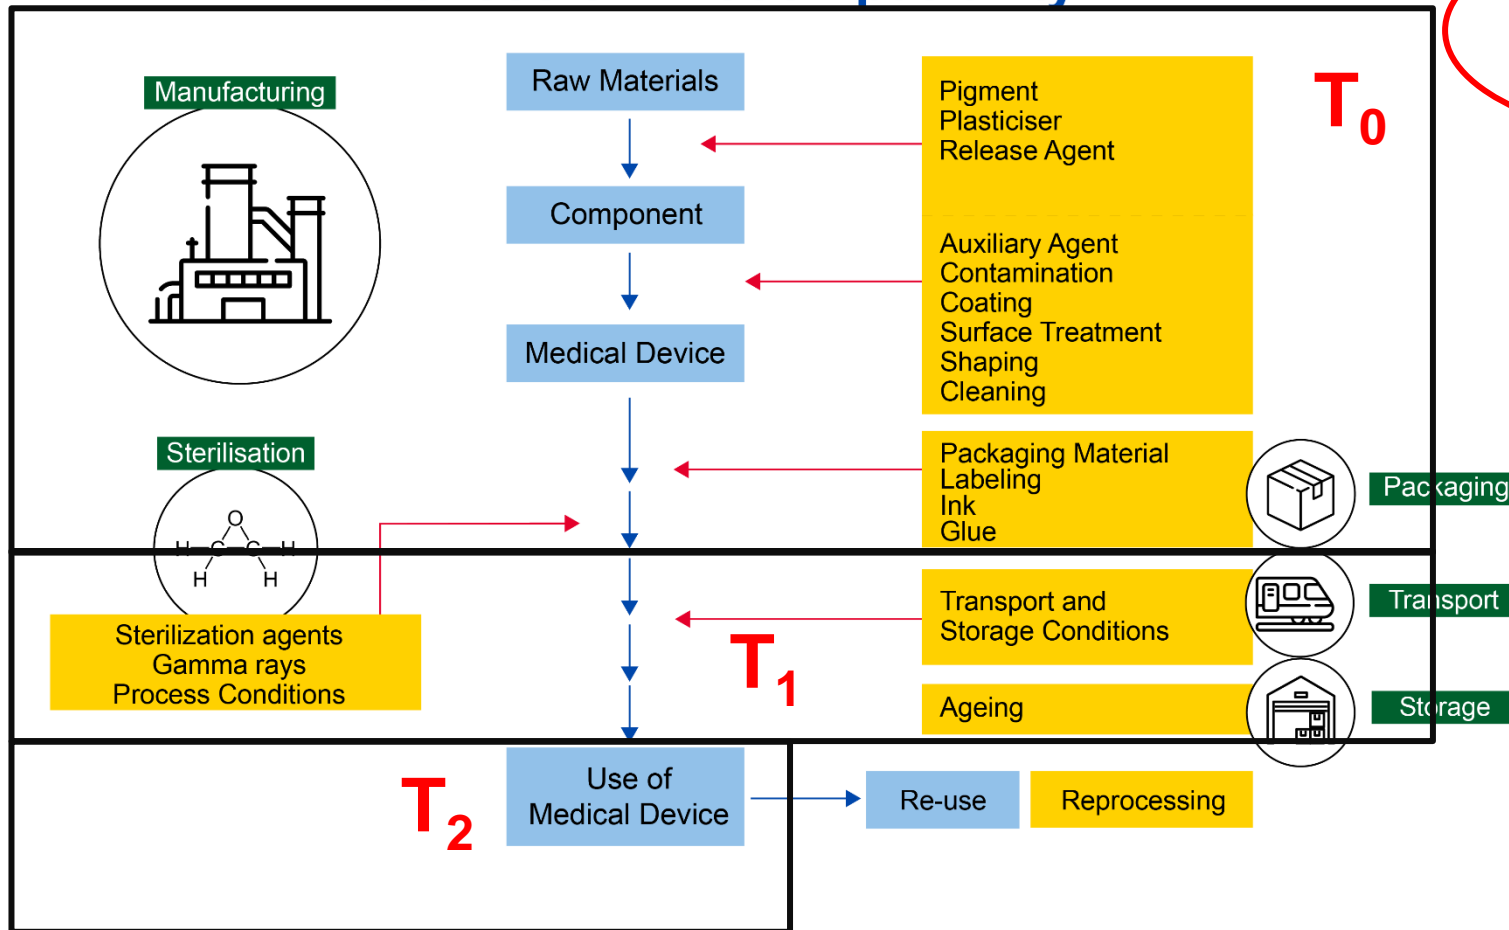 Manufacturing
Raw Materials
Pigment
Plasticiser
Release Agent
T0
Component
Auxiliary Agent
Contamination
Coating
Surface Treatment
Shaping
Cleaning
Medical Device
Sterilisation
Packaging Material
Labeling
Ink
Glue
Packaging
O
H C C H
H H
Sterilization agents
Gamma rays
Process Conditions
T1
Transport and
Storage Conditions
Transport
Ageing
Storage
T2
Use of
Medical Device
Re-use
Reprocessing